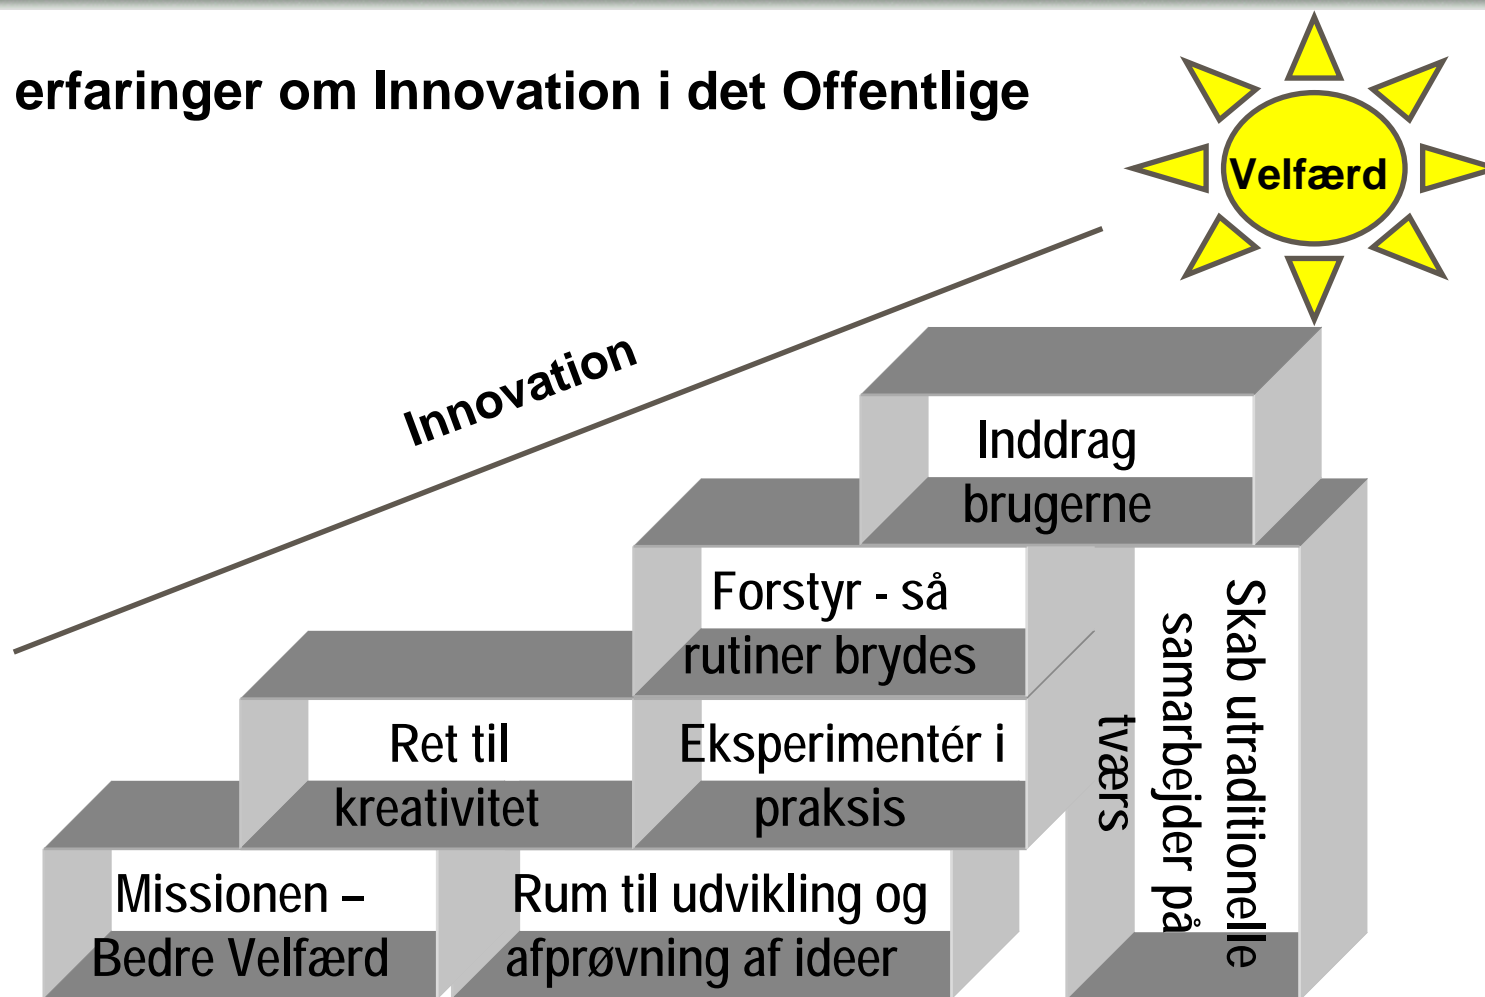 erfaringer om Innovation i det Offentlige
Velfærd
Innovation
Inddrag
brugerne
Forstyr - så
rutiner brydes
Skab utraditionelle
samarbejder på
tværs
Ret til
kreativitet
Eksperimentér i
praksis
Missionen –
Bedre Velfærd
Rum til udvikling og
afprøvning af ideer